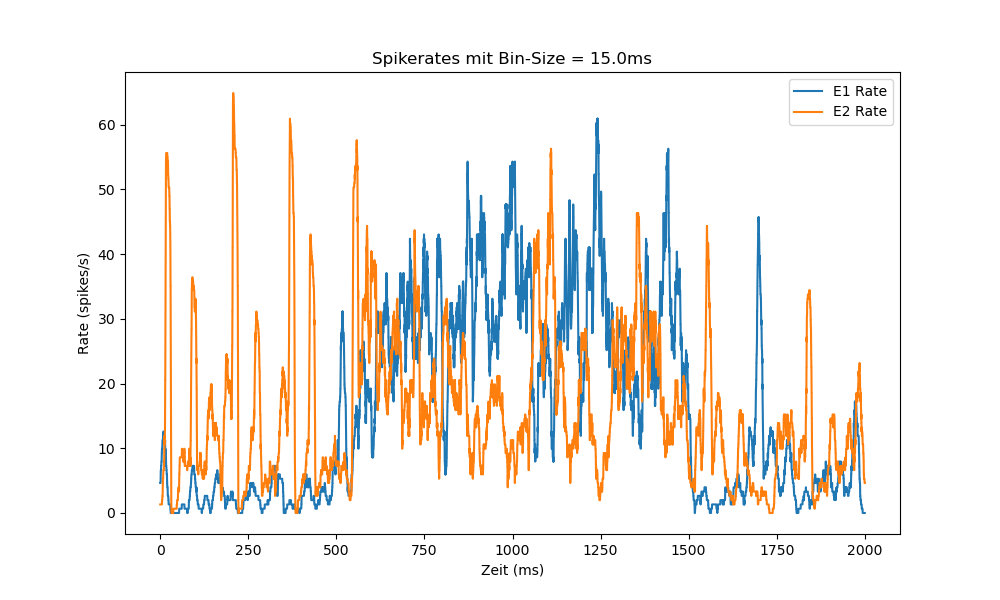 Spikerates mit Bin-Size = 15.0ms
E1 Rate
E2 Rate
Rate (spikes/s)
60
50
40
30
20
10
0
0 250 500 750 1000 1250 1500 1750 2000
Zeit (ms)